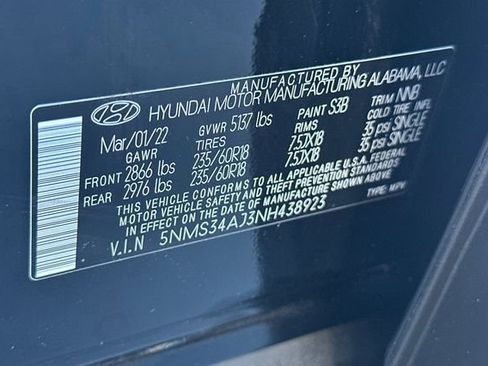 MANUFACTURED BY
HYUNDAI MOTOR MANUFACTURING ALABAMA, LLC
Mar/01/22 GVWR 5137 lbs PAINT S3B TRIM NNB
GAWR TIRES RIMS COLD TIRE INFL
FRONT 2866 lbs 235/60R18 7.5JX18 35 psi SINGLE
REAR 2976 lbs 235/60R18 7.5JX18 35 psi SINGLE
THIS VEHICLE CONFORMS TO ALL APPLICABLE U.S.A. FEDERAL
MOTOR VEHICLE SAFETY AND THEFT PREVENTION STANDARDS
IN EFFECT ON THE DATE OF MANUFACTURE SHOWN ABOVE.
V.I.N 5NMS34AJ3NH438923 TYPE: MPV